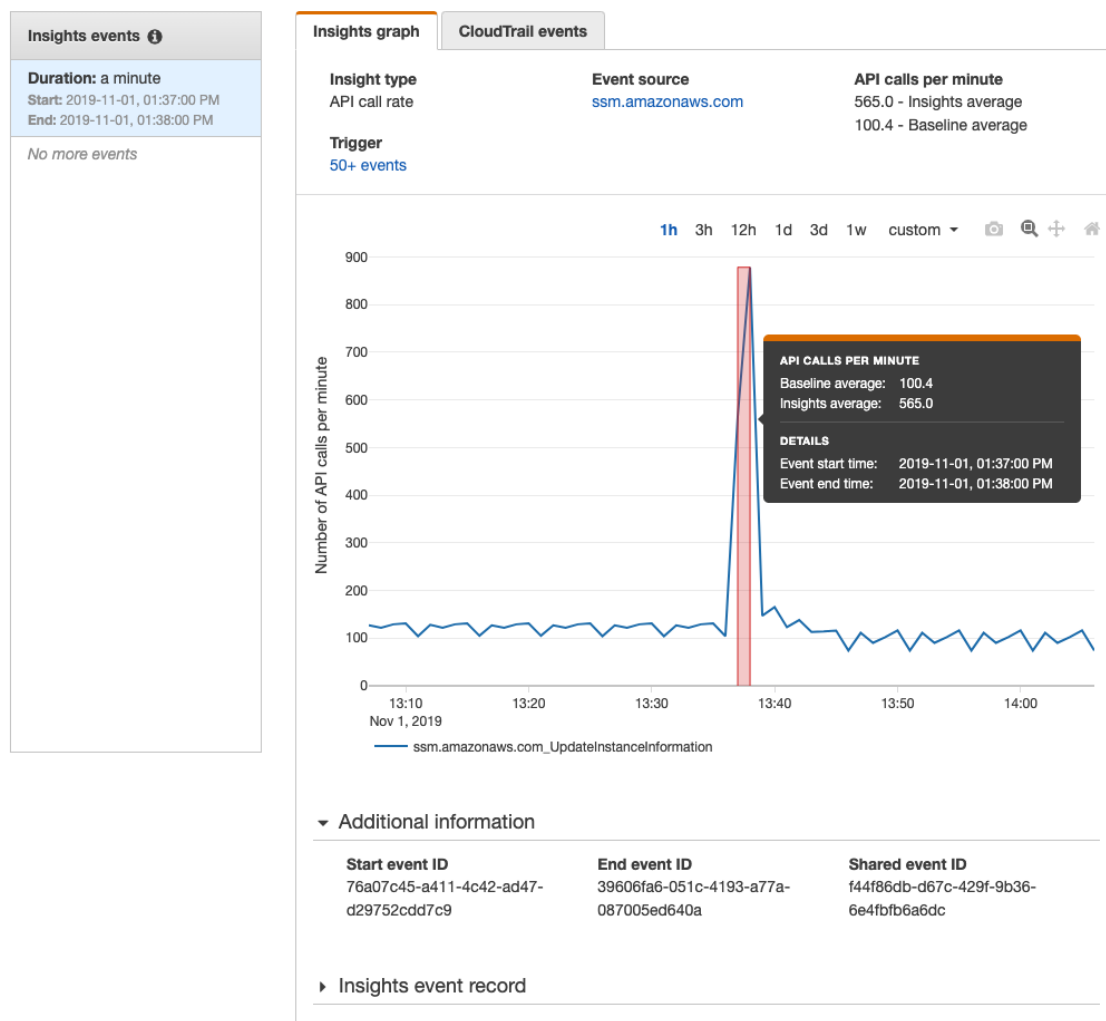 Insights events
Duration: a minute
Start: 2019-11-01, 01:37:00 PM
End: 2019-11-01, 01:38:00 PM
No more events
Insights graph
CloudTrail events
Insight type
API call rate
Event source
ssm.amazonaws.com
API calls per minute
565.0 - Insights average
100.4 - Baseline average
Trigger
50+ events
1h 3h 12h 1d 3d 1w custom
Number of API calls per minute
900
800
700
600
500
400
300
200
100
0
API CALLS PER MINUTE
Baseline average: 100.4
Insights average: 565.0
DETAILS
Event start time: 2019-11-01, 01:37:00 PM
Event end time: 2019-11-01, 01:38:00 PM
13:10 13:20 13:30 13:40 13:50 14:00
Nov 1, 2019
ssm.amazonaws.com_UpdateInstanceInformation
Additional information
Start event ID
76a07c45-a411-4c42-ad47-
d29752cdd7c9
End event ID
39606fa6-051c-4193-a77a-
087005ed640a
Shared event ID
f44f86db-d67c-429f-9b36-
6e4fbfb6a6dc
Insights event record